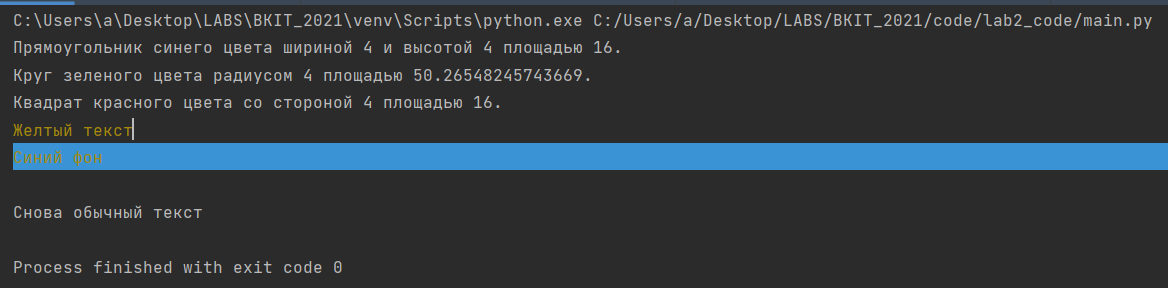 C:\Users\a\Desktop\LABS\BKIT_2021\venv\Scripts\python.exe C:/Users/a/Desktop/LABS/BKIT_2021/code/lab2_code/main.py
Прямоугольник синего цвета шириной 4 и высотой 4 площадью 16.
Круг зеленого цвета радиусом 4 площадью 50.26548245743669.
Квадрат красного цвета со стороной 4 площадью 16.
Желтый текст
Синий фон
Снова обычный текст
Process finished with exit code 0